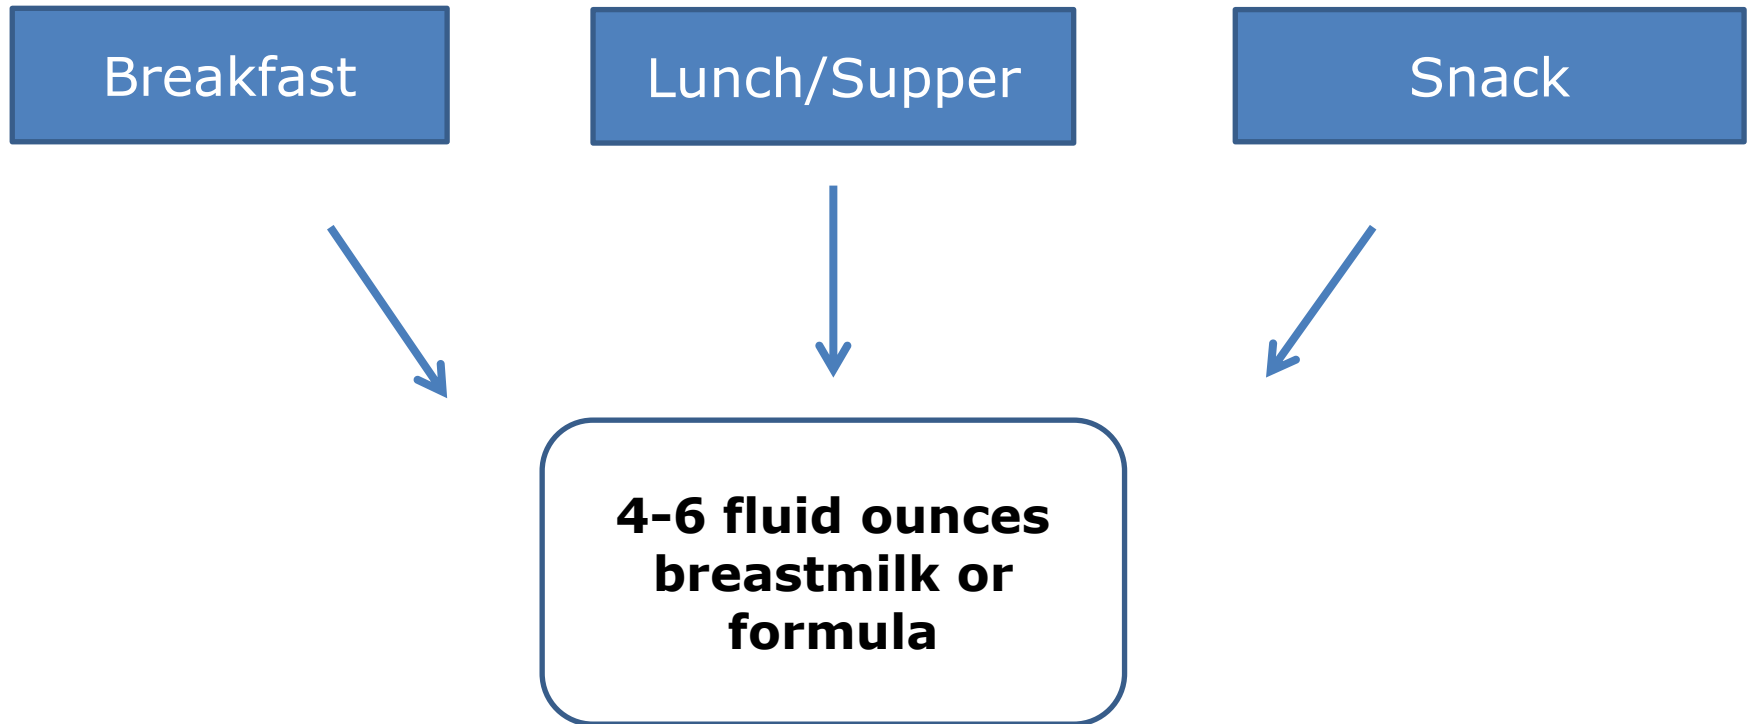 Breakfast
Lunch/Supper
Snack
4–6 fluid ounces
breastmilk or
formula